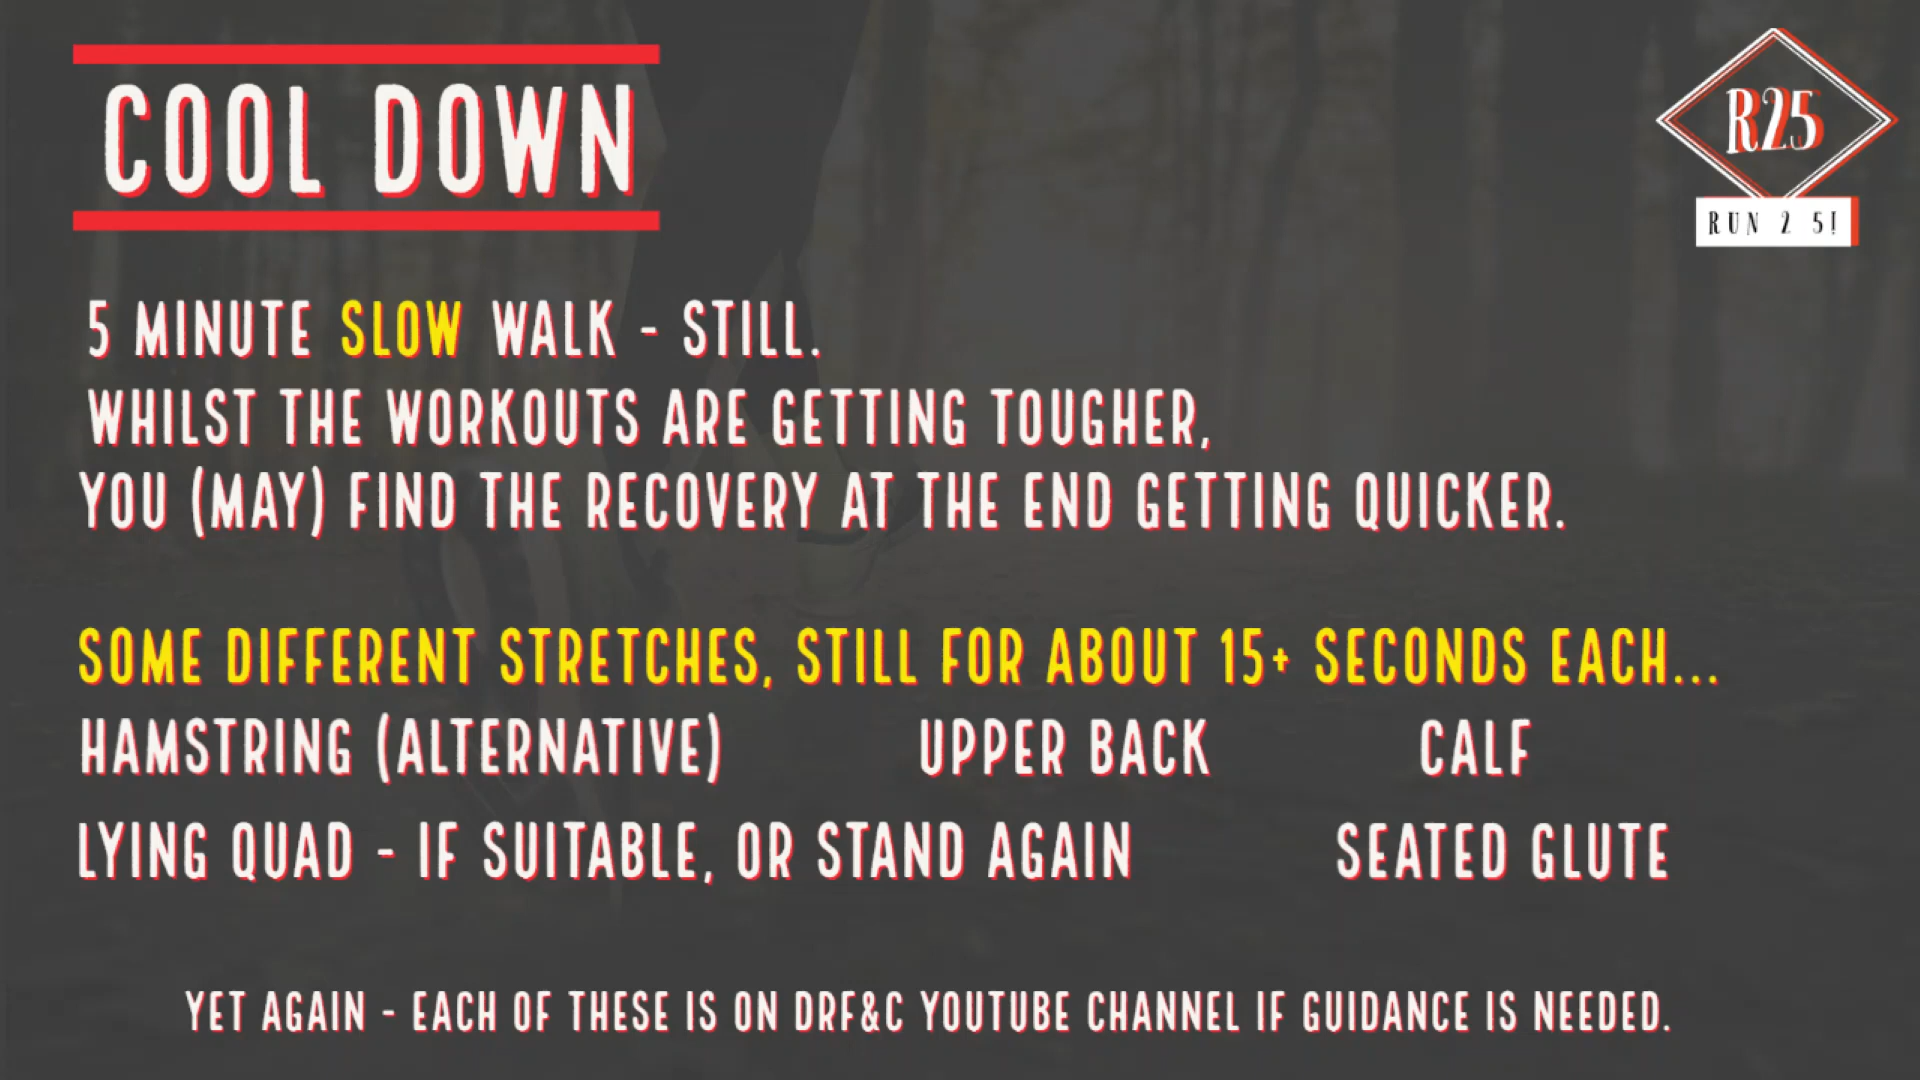 COOL DOWN
R25
RUN 2 5!
5 MINUTE SLOW WALK - STILL.
WHILST THE WORKOUTS ARE GETTING TOUGHER,
YOU (MAY) FIND THE RECOVERY AT THE END GETTING QUICKER.
SOME DIFFERENT STRETCHES, STILL FOR ABOUT 15+ SECONDS EACH...
HAMSTRING (ALTERNATIVE) UPPER BACK CALF
LYING QUAD - IF SUITABLE, OR STAND AGAIN SEATED GLUTE
YET AGAIN - EACH OF THESE IS ON DRF&C YOUTUBE CHANNEL IF GUIDANCE IS NEEDED.